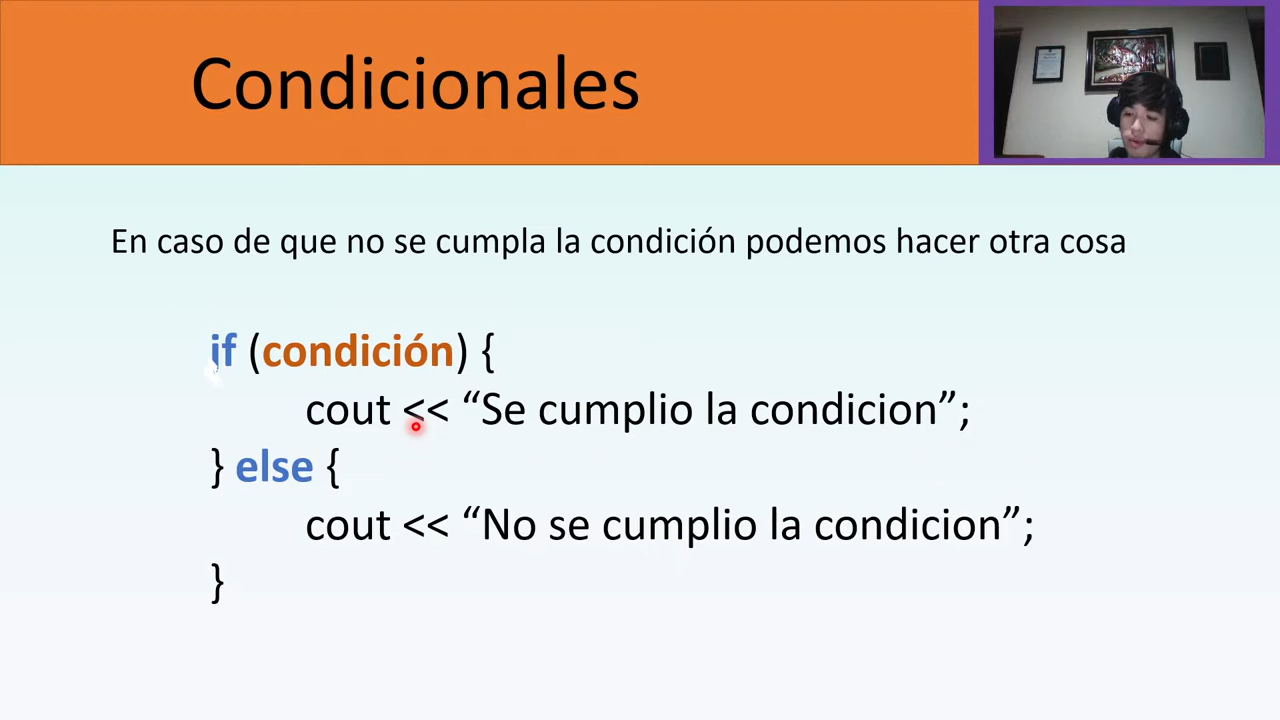 Condicionales
En caso de que no se cumpla la condición podemos hacer otra cosa
if (condición) {
cout << “Se cumplio la condicion”;
} else {
cout << “No se cumplio la condicion”;
}